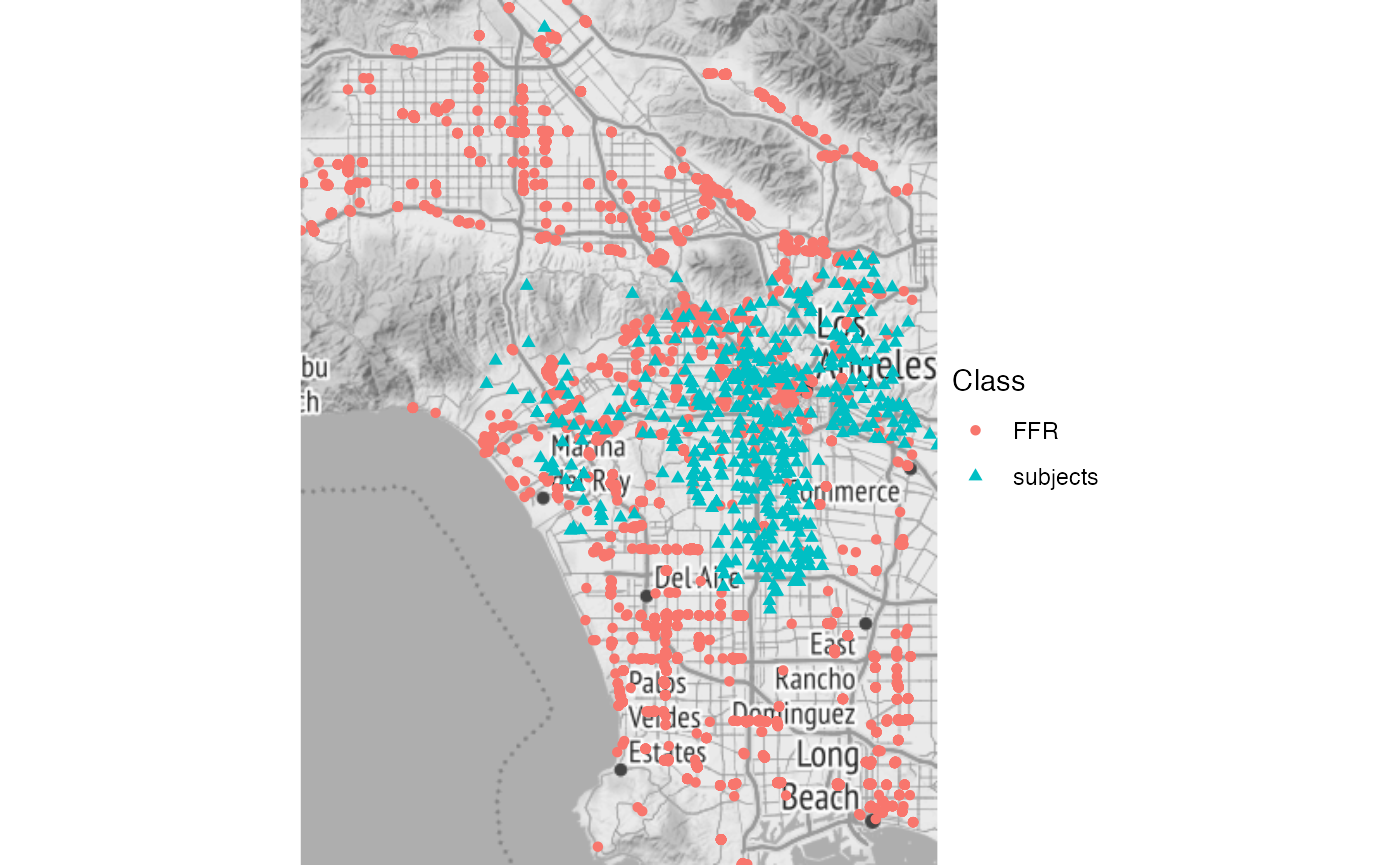 bu
ch
Los
Angeles
Class
FFR
subjects
Marina
del Rey
Commerce
Del Aire
East
Rancho
Dominguez
Palos
Verdes
Estates
Long
Beach